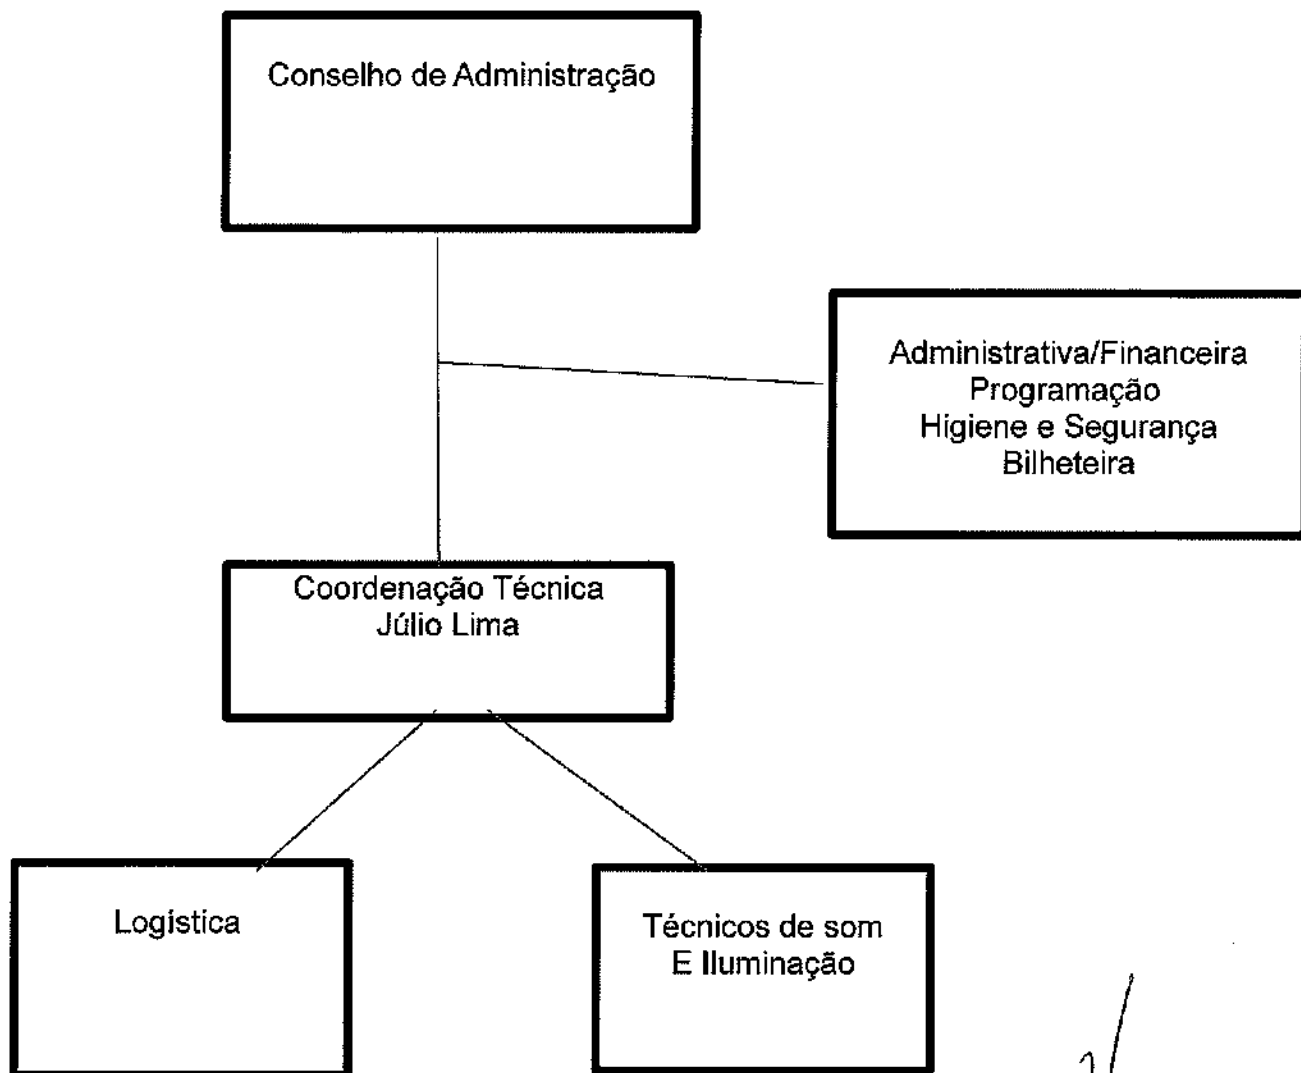 Conselho de Administração
Administrativa/Financeira
Programação
Higiene e Segurança
Bilheteira
Coordenação Técnica
Júlio Lima
Logística
Técnicos de som
E Iluminação